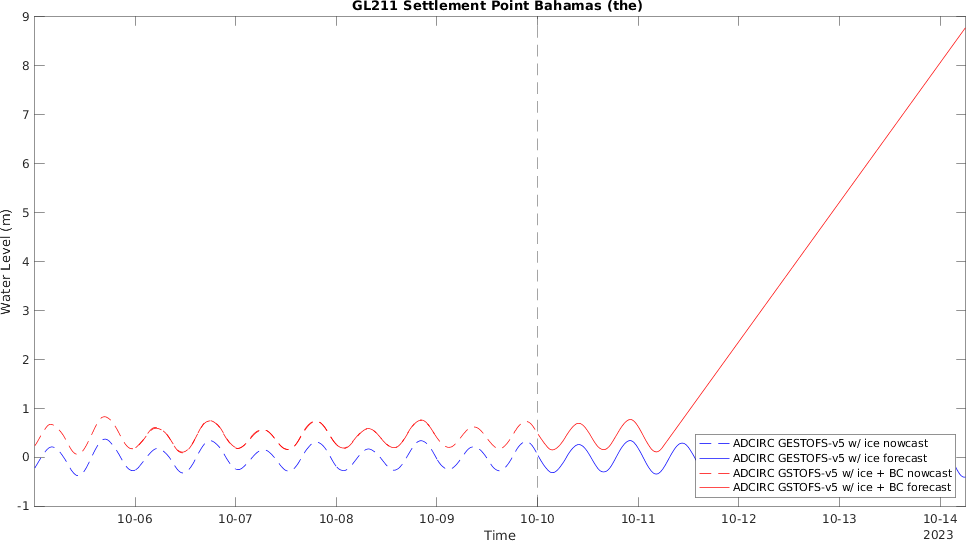 GL211 Settlement Point Bahamas (the)
9
8
7
6
5
4
3
2
1
0
-1
Water Level (m)
ADCIRC GESTOFS-v5 w/ ice nowcast
ADCIRC GESTOFS-v5 w/ ice forecast
ADCIRC GSTOFS-v5 w/ ice + BC nowcast
ADCIRC GSTOFS-v5 w/ ice + BC forecast
10-06 10-07 10-08 10-09 10-10 10-11 10-12 10-13 10-14
2023
Time